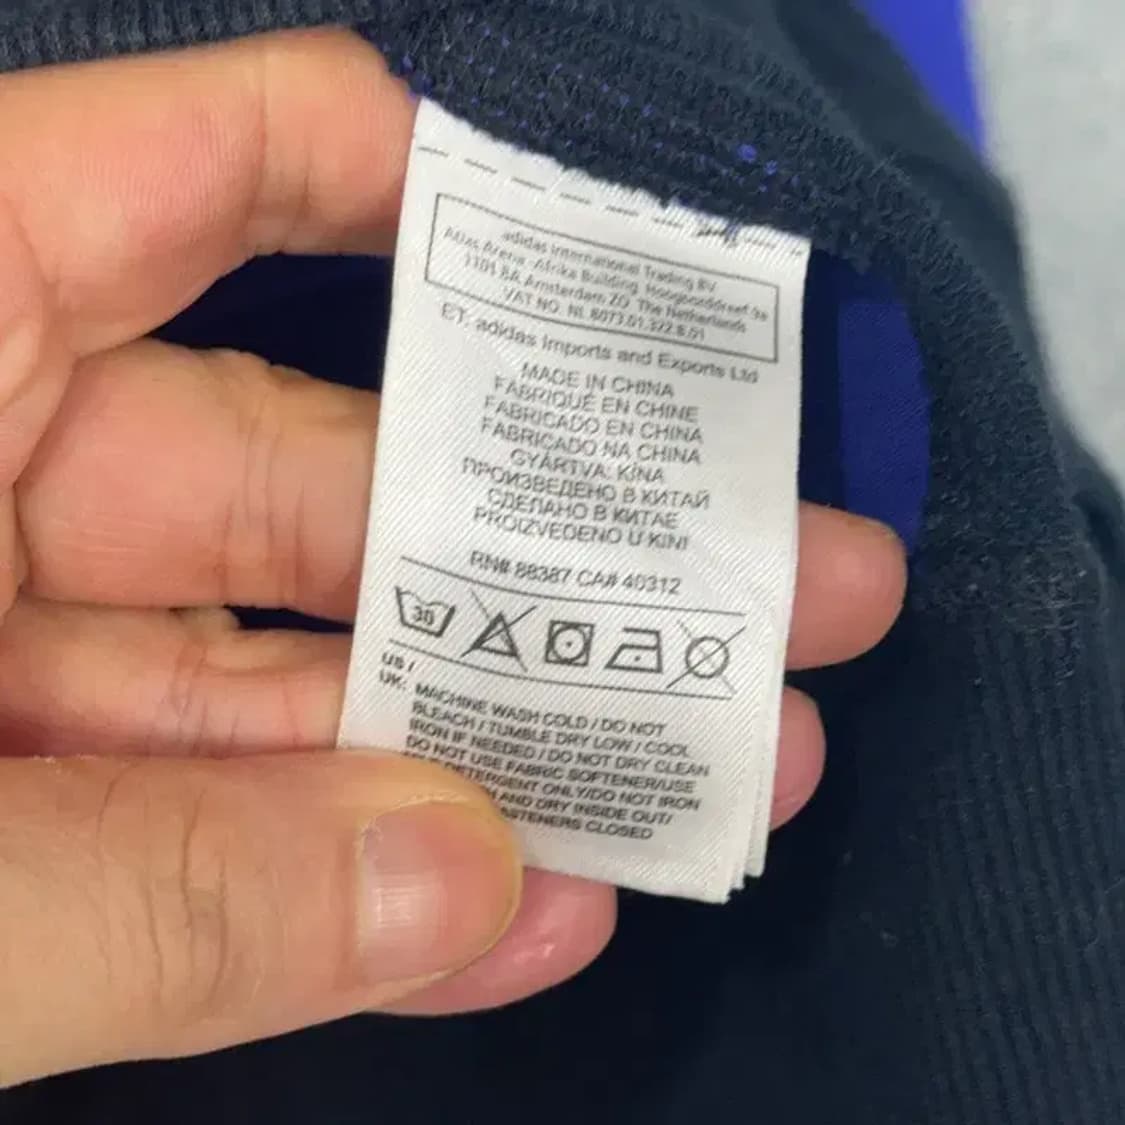 adidas International Trading BV
Atlas Arena -Afrika Building, Hoogoorddreef 9a
1101 BA Amsterdam ZO The Netherlands
VAT NO. NL 8073.01.322.B.01
ET. adidas Imports and Exports Ltd
MADE IN CHINA
FABRIQUÉ EN CHINE
FABRICADO EN CHINA
FABRICADO NA CHINA
GYÁRTVA: KÍNA
ПРОИЗВЕДЕНО В КИТАЙ
СДЕЛАНО В КИТАЕ
PROIZVEDENO U KINI
RN# 88387 CA# 40312
30
US /
UK: MACHINE WASH COLD / DO NOT
BLEACH / TUMBLE DRY LOW / COOL
IRON IF NEEDED / DO NOT DRY CLEAN
DO NOT USE FABRIC SOFTENER/USE
DETERGENT ONLY/DO NOT IRON
AND DRY INSIDE OUT/
CLOSED